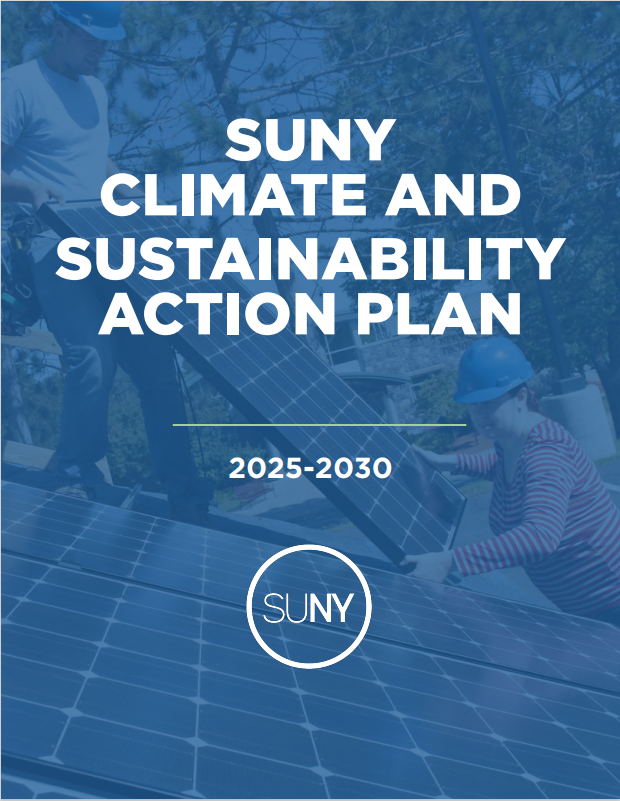 SUNY
CLIMATE AND
SUSTAINABILITY
ACTION PLAN
2025-2030
SUNY